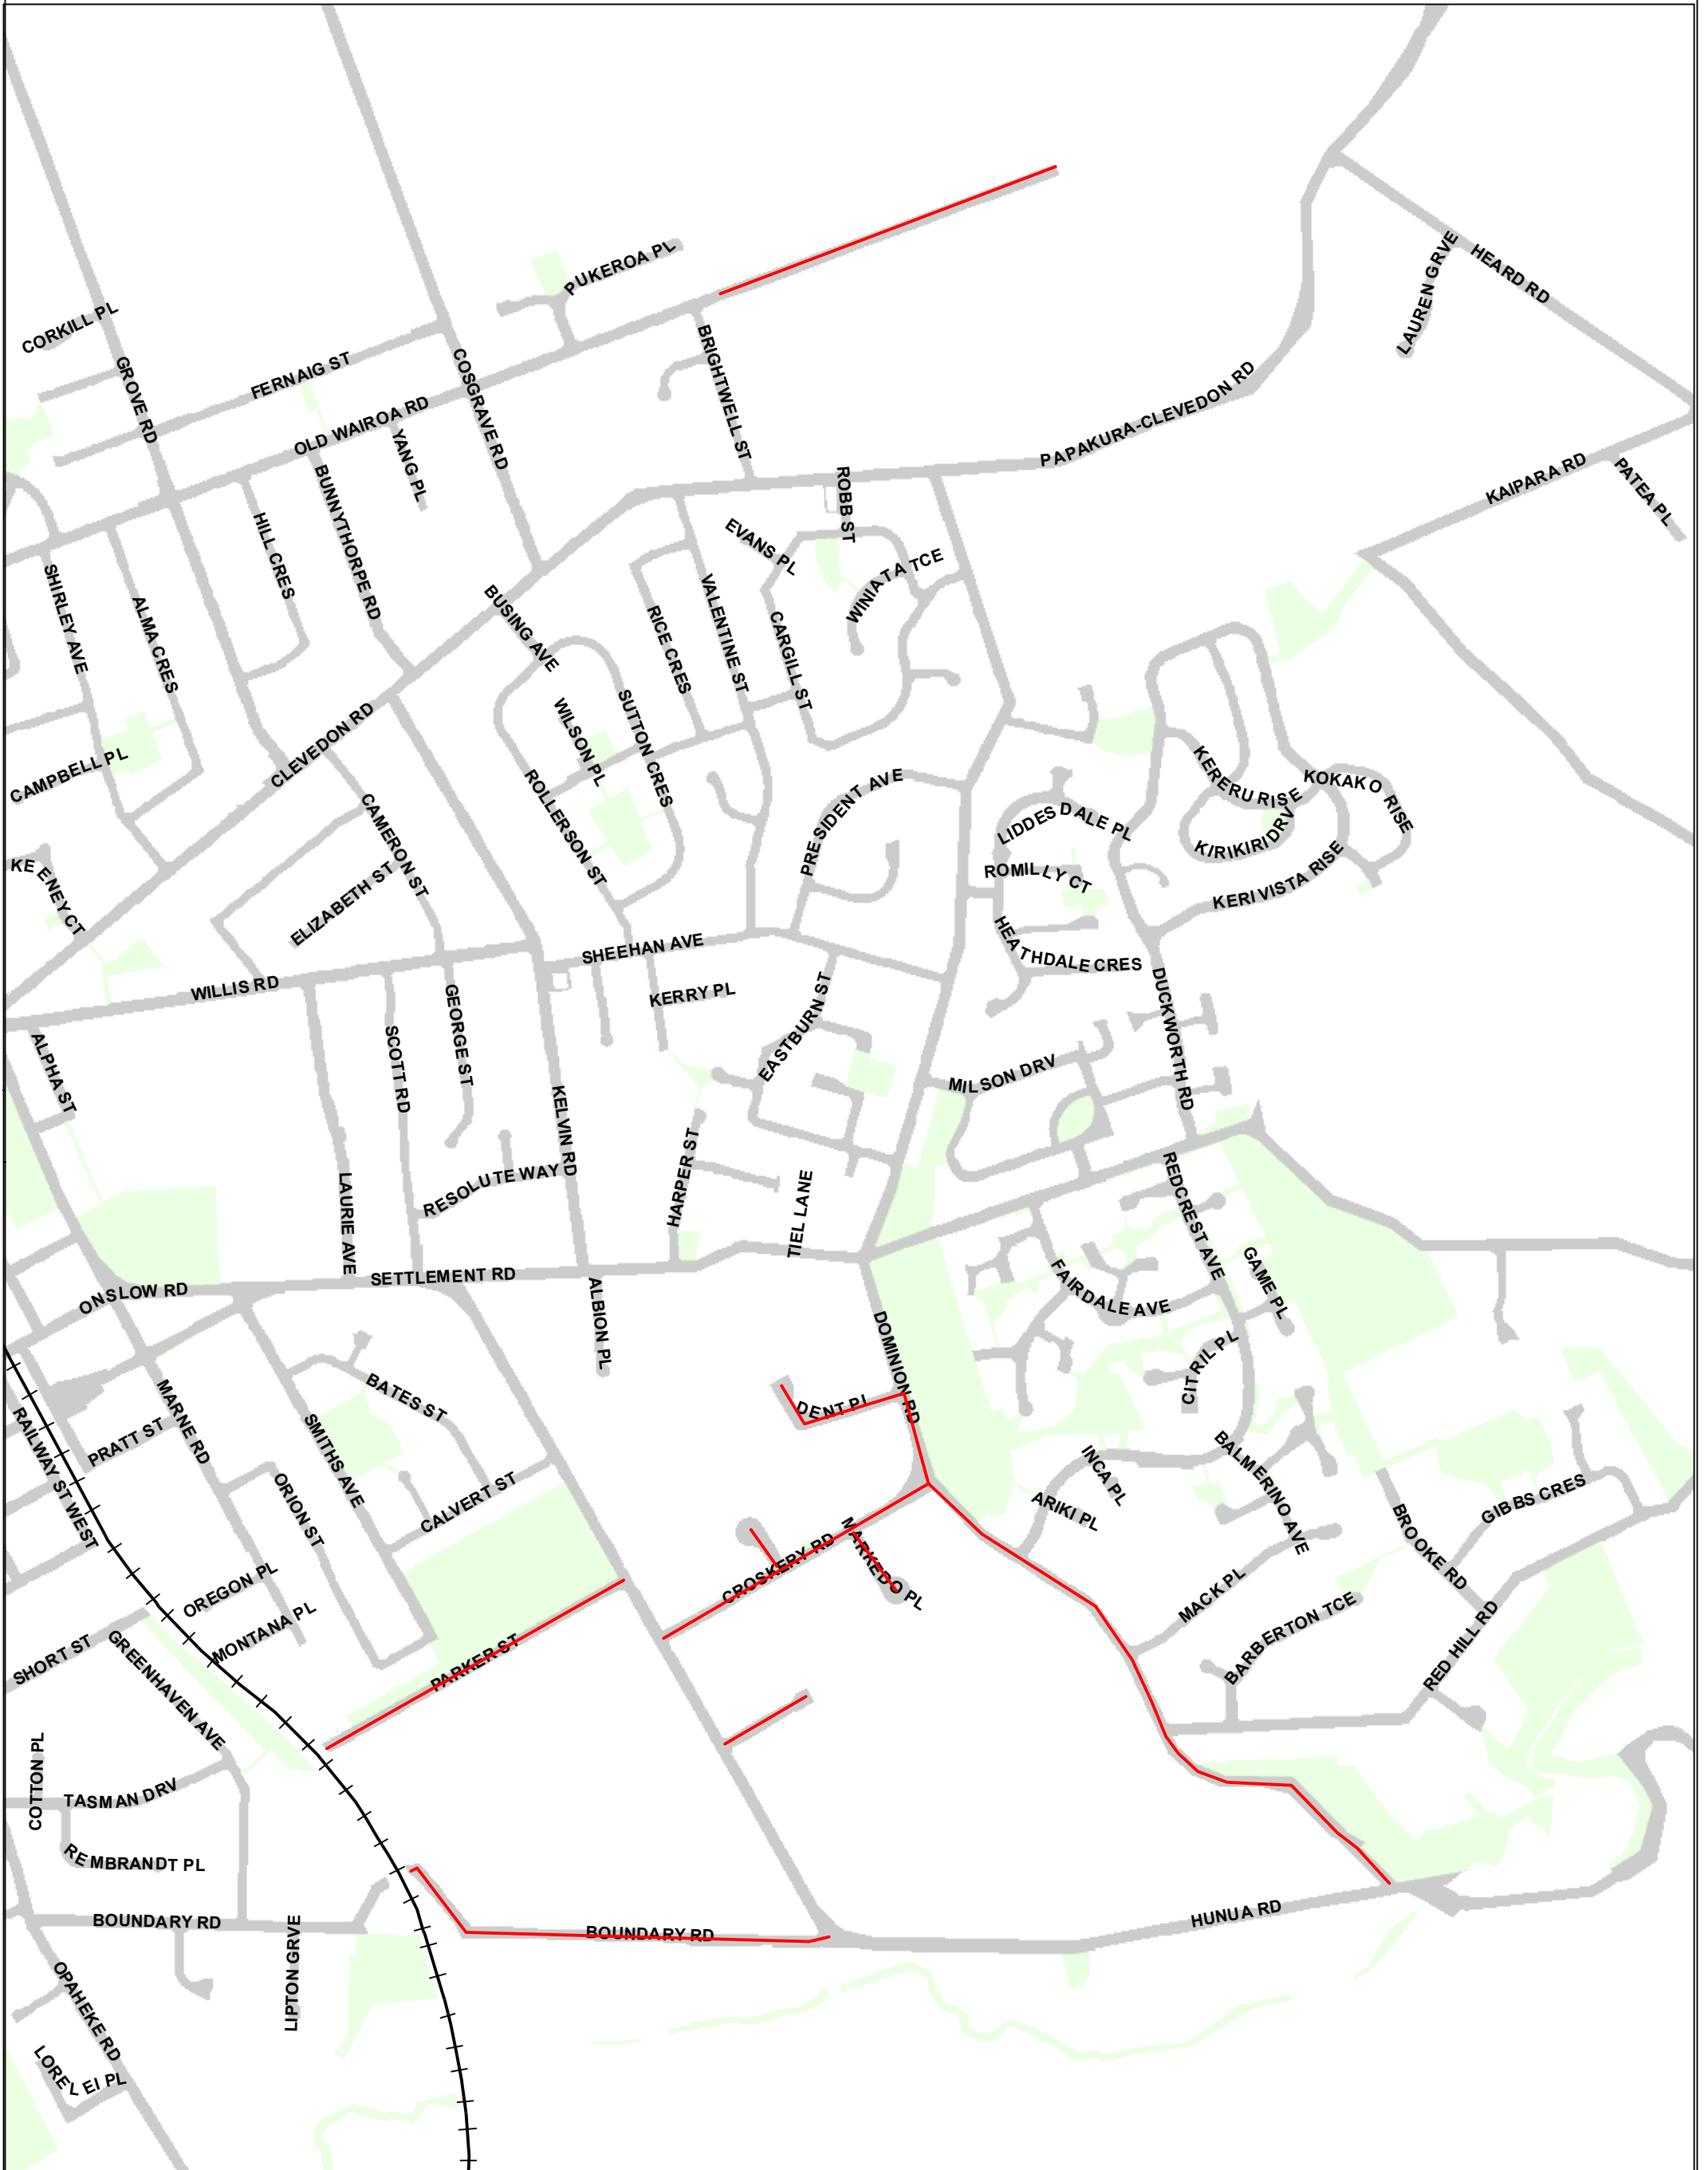 PUKEROA PL
HEARD RD
LAUREN GRVE
CORKILL PL
GROVE RD
FERNAIG ST
COSGRAVE RD
BRIGHTWELL ST
OLD WAIROA RD
YANG PL
PAPAKURA-CLEVEDON RD
KAIPARA RD
PATEA PL
BUNNYTHORPE RD
HILL CRES
ROBB ST
EVANS PL
WINIATA TCE
SHIRLEY AVE
ALMA CRES
BUSING AVE
RICE CRES
VALENTINE ST
CARGILL ST
SUTTON CRES
WILSON PL
CLEVEDON RD
CAMPBELL PL
ROLLERSON ST
CAMERON ST
PRESIDENT AVE
KERERU RISE
KOKAKO RISE
LIDDESDALE PL
KIRIKIRI DRV
ROMILLY CT
KERI VISTA RISE
KEENEY CT
ELIZABETH ST
HEATHDALE CRES
SHEEHAN AVE
WILLIS RD
KERRY PL
EASTBURN ST
DUCKWORTH RD
ALPHA ST
SCOTT RD
GEORGE ST
KELVIN RD
MILSON DRV
HARPER ST
RESOLUTE WAY
LAURIE AVE
TIEL LANE
REDCREST AVE
GAME PL
SETTLEMENT RD
ONSLOW RD
ALBION PL
FAIRDALE AVE
DOMINION RD
CITRIL PL
BATES ST
DENT PL
MARNE RD
RAILWAY ST WEST
PRATT ST
SMITHS AVE
ORION ST
CALVERT ST
INCA PL
ARIKI PL
BALMERINO AVE
GIBBS CRES
BROOKE RD
CROSKERY RD
MARKEDO PL
OREGON PL
MONTANA PL
MACK PL
BARBERTON TCE
RED HILL RD
SHORT ST
GREENHAVEN AVE
PARKER ST
COTTON PL
TASMAN DRV
REMBRANDT PL
BOUNDARY RD
LIPTON GRVE
BOUNDARY RD
HUNUA RD
OPAHEKE RD
LORELEI PL